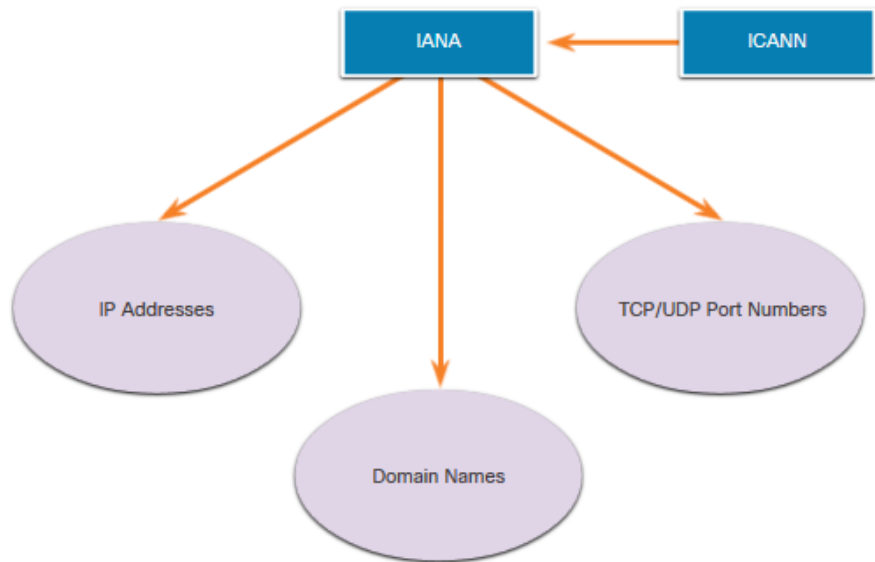 IANA
ICANN
IP Addresses
TCP/UDP Port Numbers
Domain Names